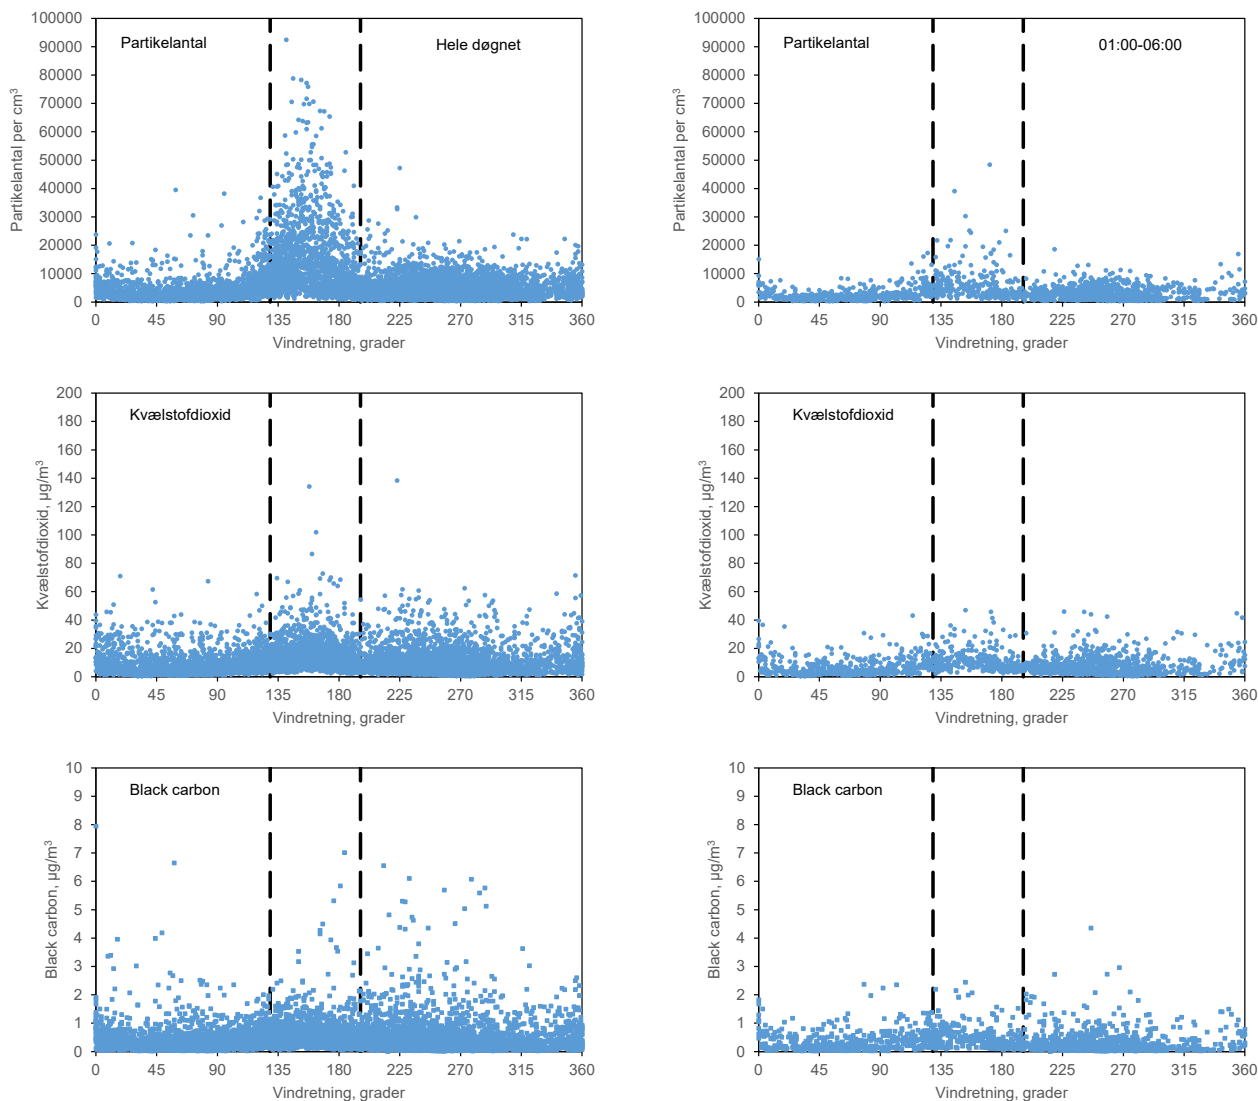 100000
90000
80000
70000
60000
50000
40000
30000
20000
10000
0
Partikelantal per cm³
Partikelantal
Hele døgnet
0 45 90 135 180 225 270 315 360
Vindretning, grader
100000
90000
80000
70000
60000
50000
40000
30000
20000
10000
0
Partikelantal per cm³
Partikelantal
01:00-06:00
0 45 90 135 180 225 270 315 360
Vindretning, grader
200
180
160
140
120
100
80
60
40
20
0
Kvælstofdioxid, µg/m³
Kvælstofdioxid
0 45 90 135 180 225 270 315 360
Vindretning, grader
200
180
160
140
120
100
80
60
40
20
0
Kvælstofdioxid, µg/m³
Kvælstofdioxid
0 45 90 135 180 225 270 315 360
Vindretning, grader
10
9
8
7
6
5
4
3
2
1
0
Black carbon, µg/m³
Black carbon
0 45 90 135 180 225 270 315 360
Vindretning, grader
10
9
8
7
6
5
4
3
2
1
0
Black carbon, µg/m³
Black carbon
0 45 90 135 180 225 270 315 360
Vindretning, grader